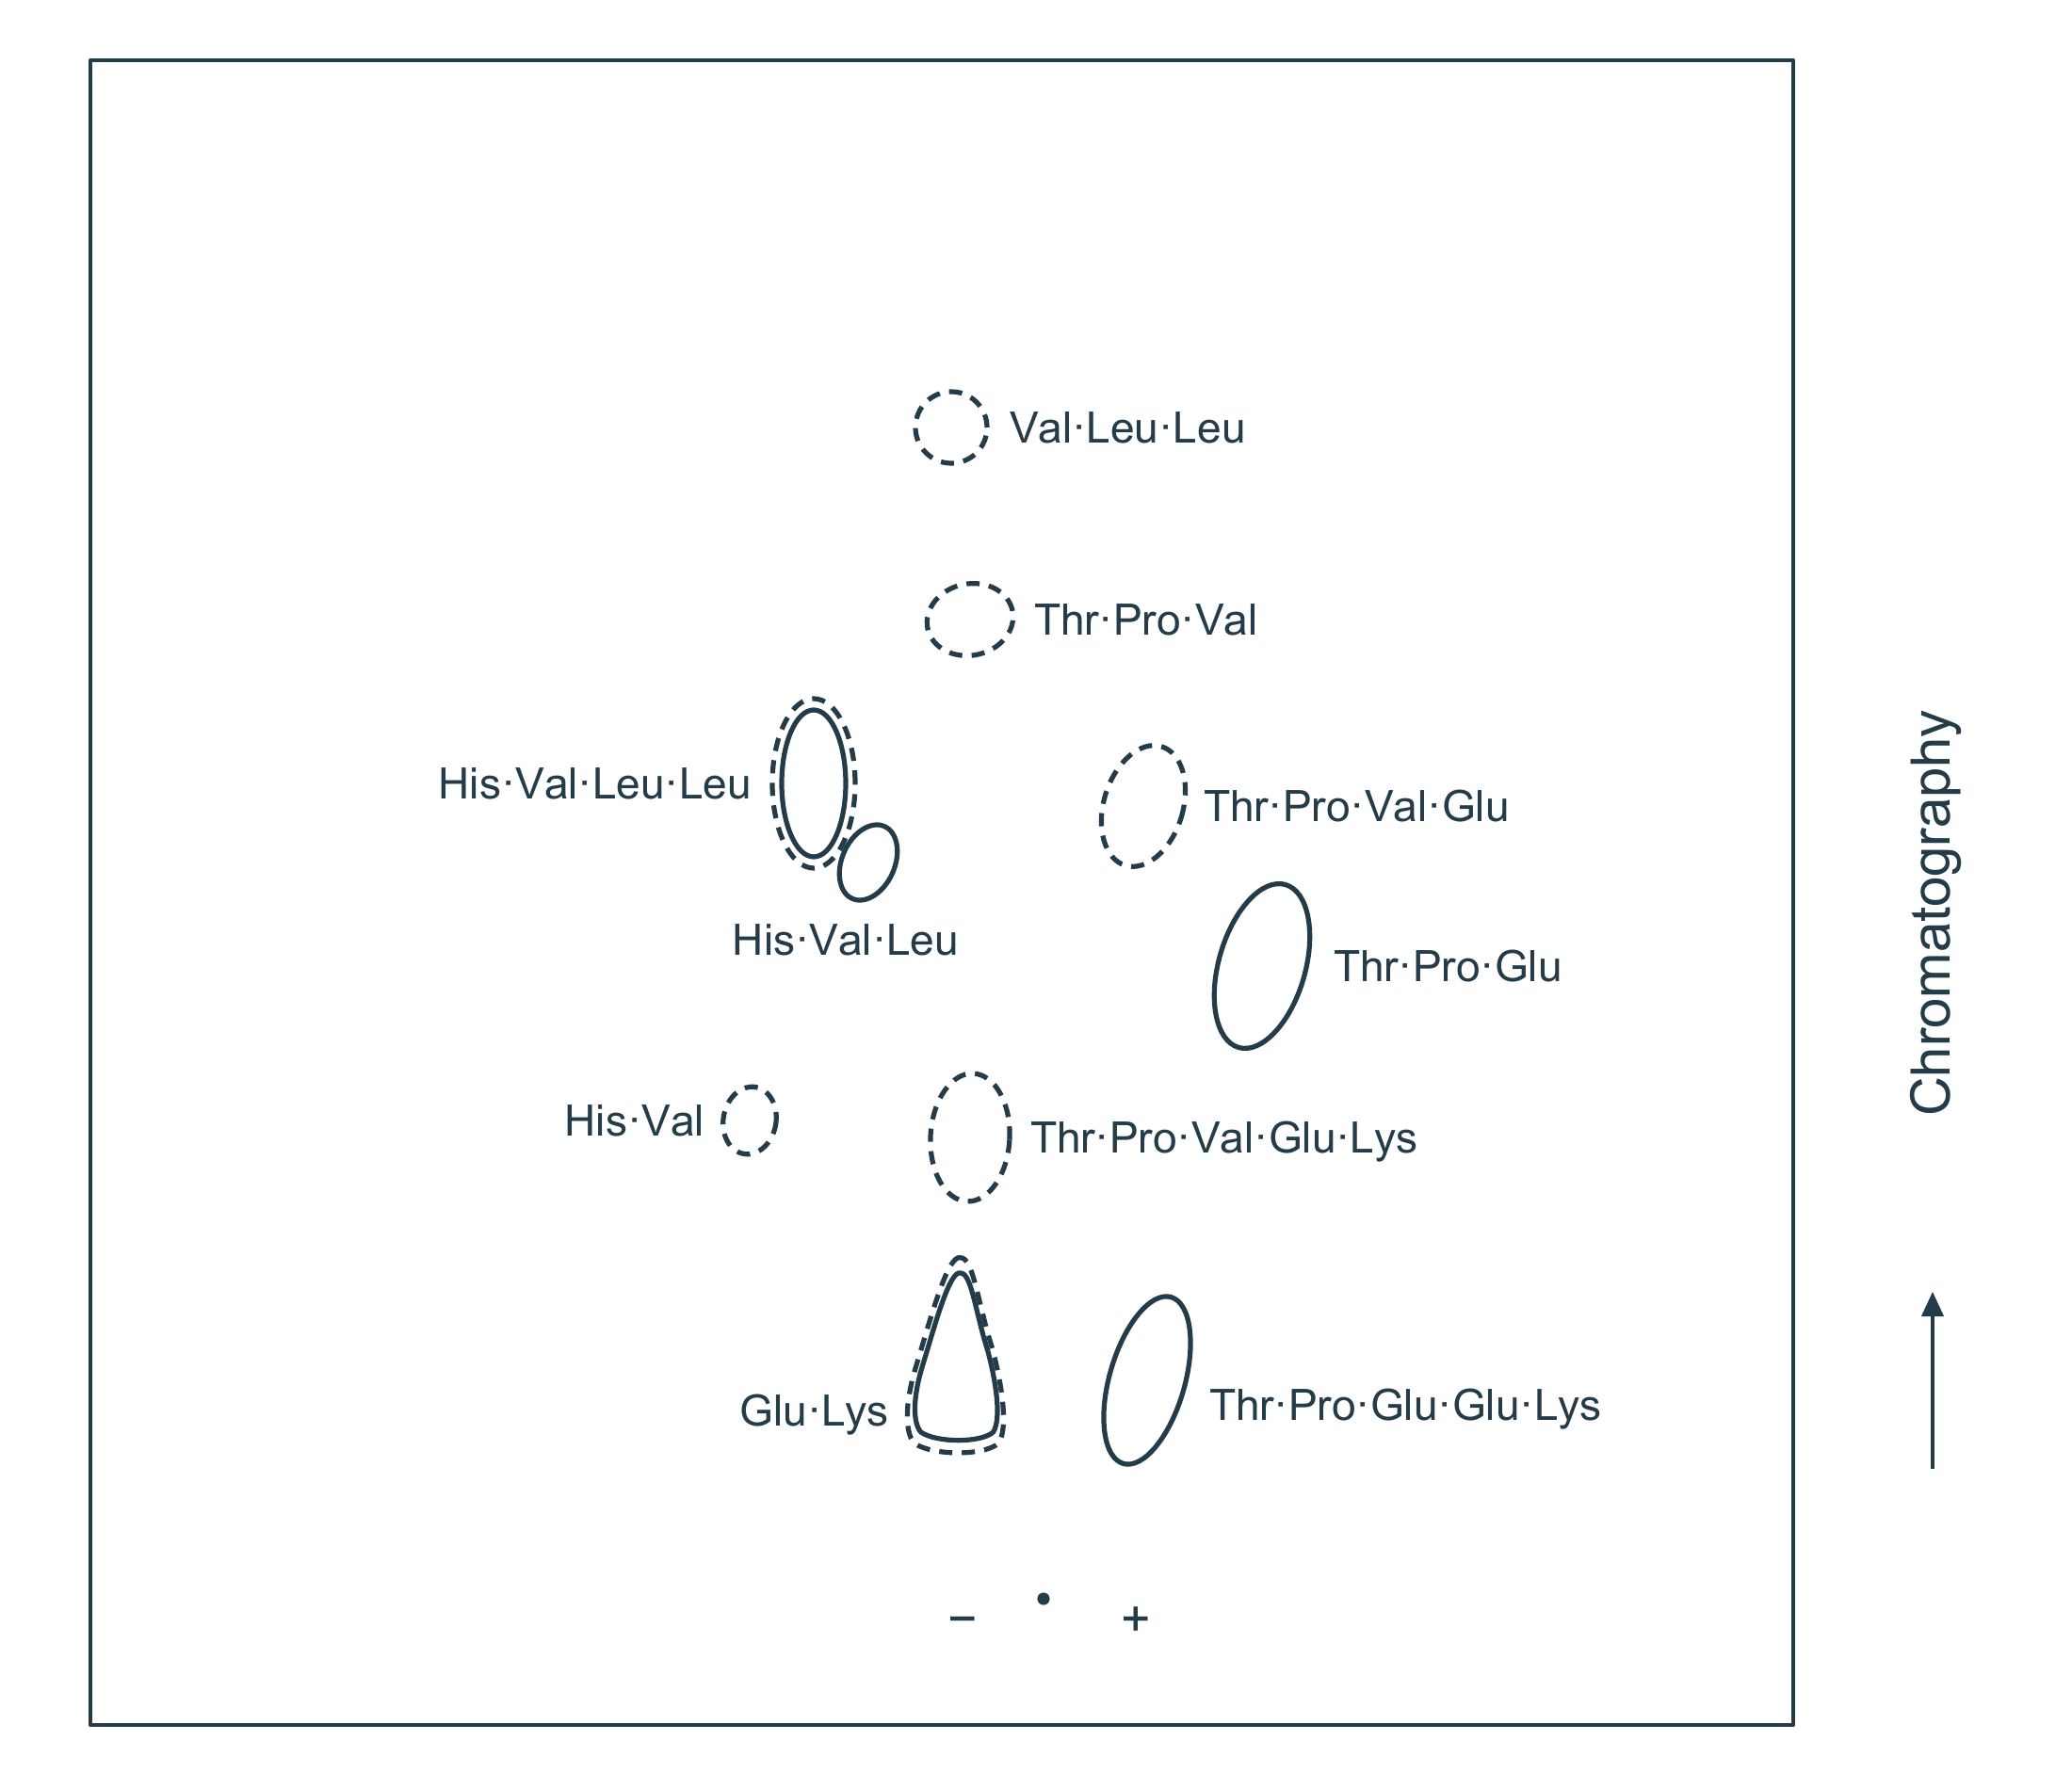 Val·Leu·Leu
Thr·Pro·Val
His·Val·Leu·Leu
Thr·Pro·Val·Glu
His·Val·Leu
Thr·Pro·Glu
His·Val
Thr·Pro·Val·Glu·Lys
Glu·Lys
Thr·Pro·Glu·Glu·Lys
− • +
Chromatography